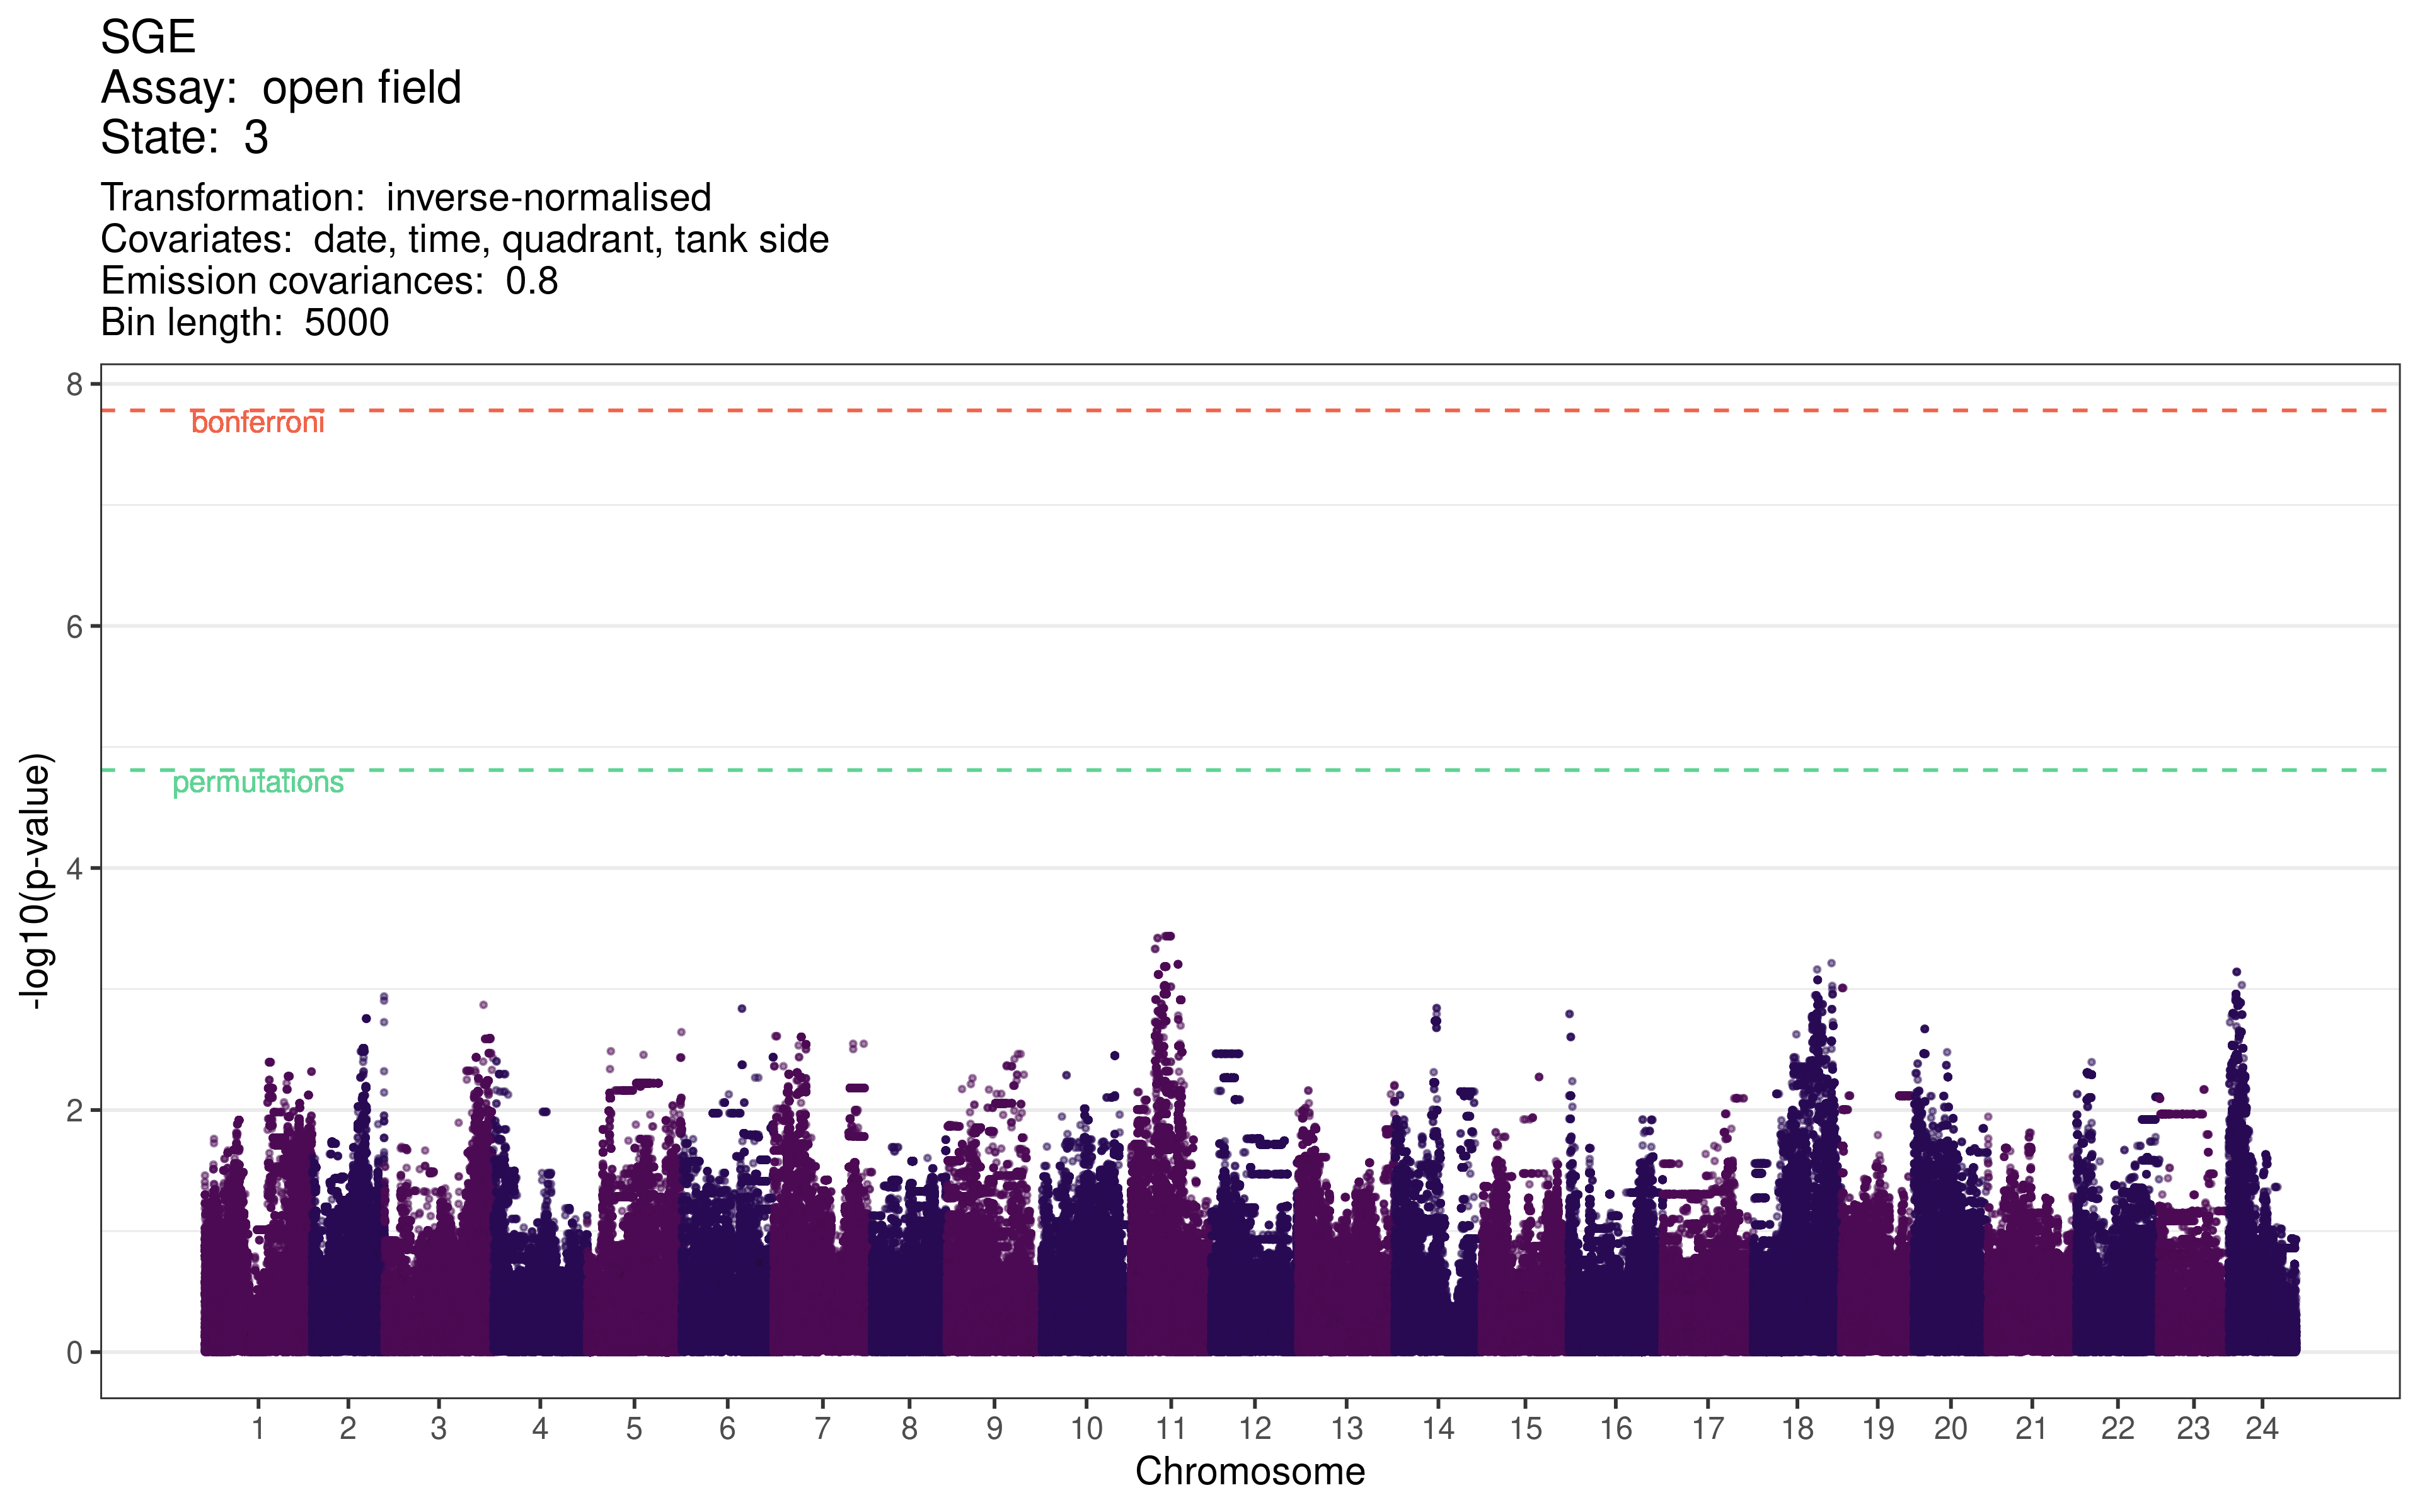 SGE
Assay:  open field
State:  3
Transformation:  inverse-normalised
Covariates:  date, time, quadrant, tank side
Emission covariances:  0.8
Bin length:  5000
8
bonferroni
6
permutations
4
2
0
-log10(p-value)
1 2 3 4 5 6 7 8 9 10 11 12 13 14 15 16 17 18 19 20 21 22 23 24
Chromosome